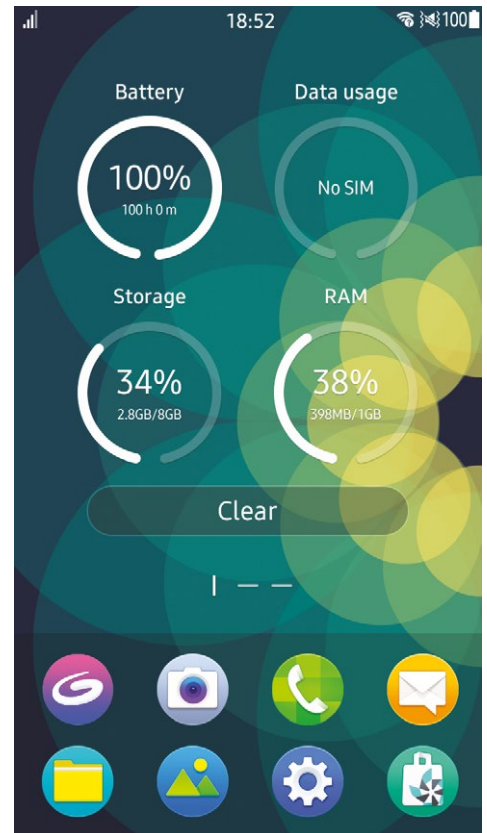 18:52
100
Battery
Data usage
100%
100 h 0 m
No SIM
Storage
RAM
34%
2.8GB/8GB
38%
398MB/1GB
Clear